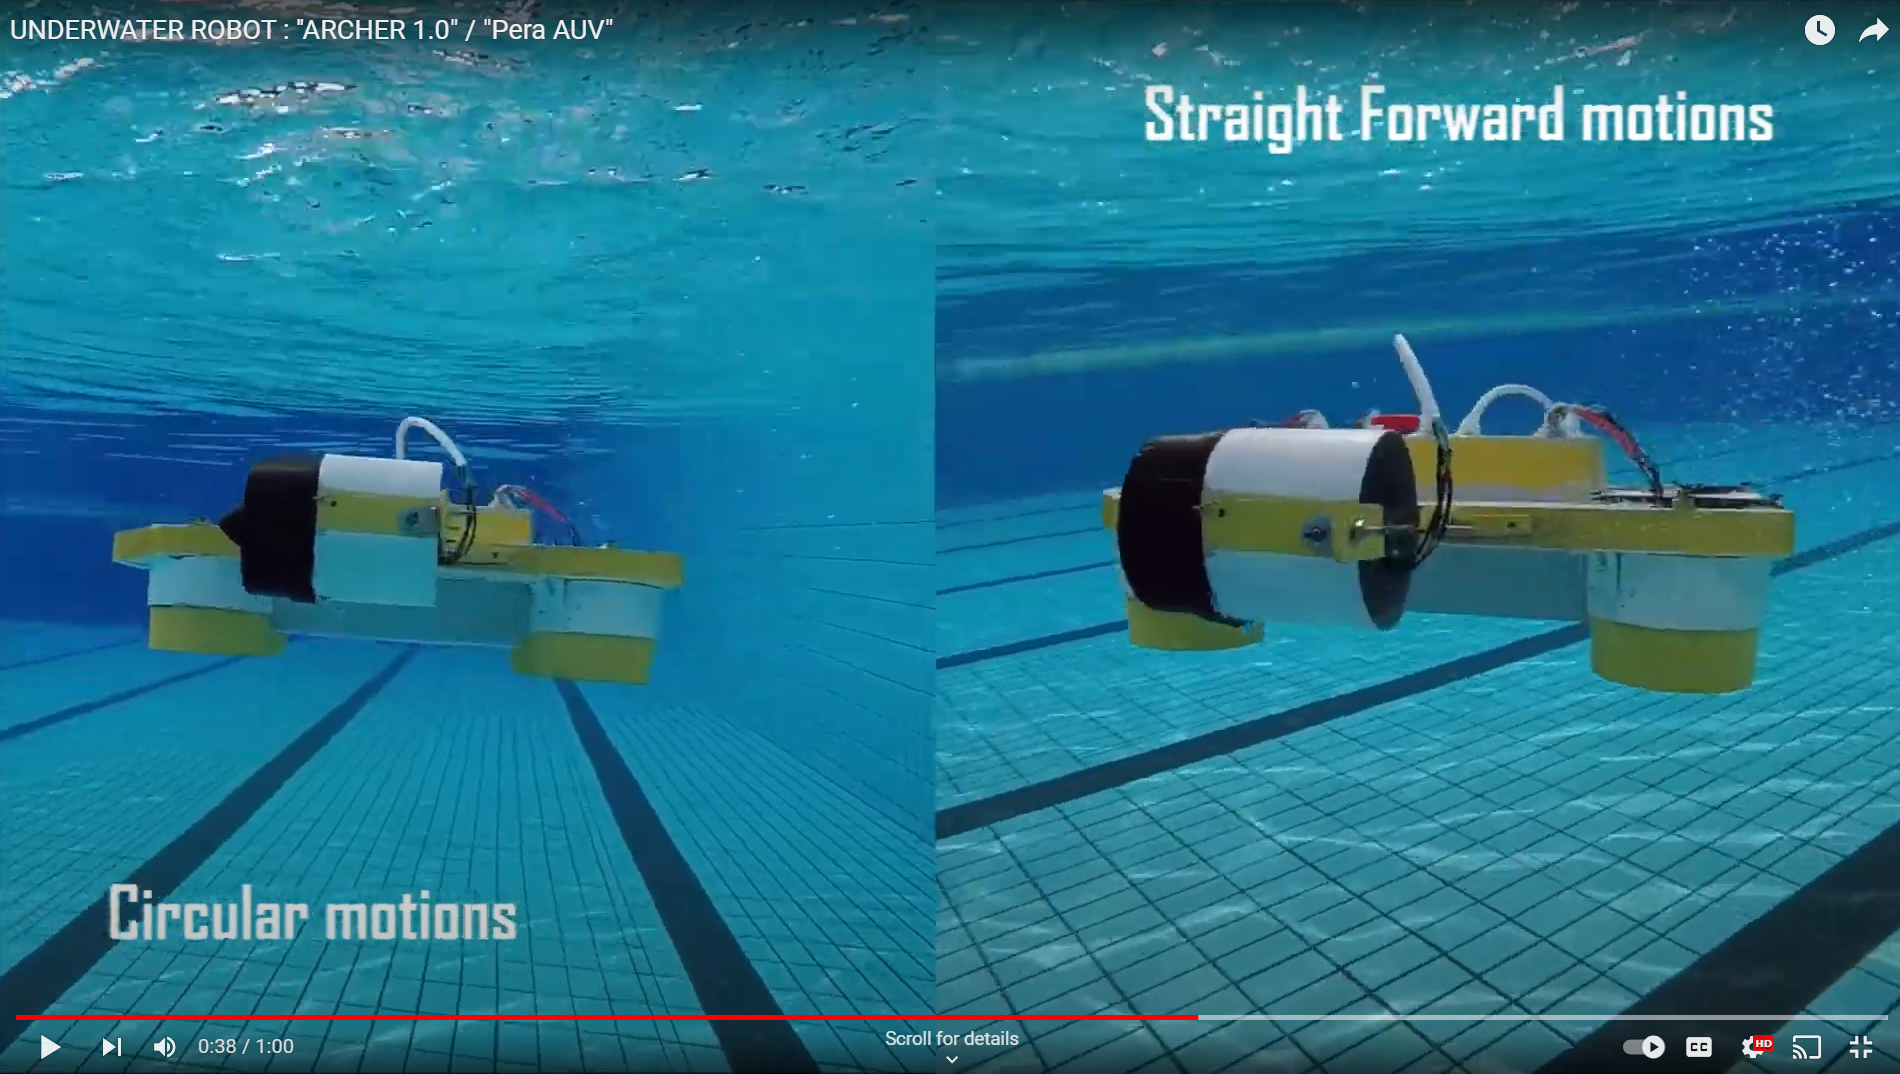 UNDERWATER ROBOT : "ARCHER 1.0" / "Pera AUV"
Straight Forward motions
Circular motions
0:38 / 1:00
Scroll for details
CC
HD